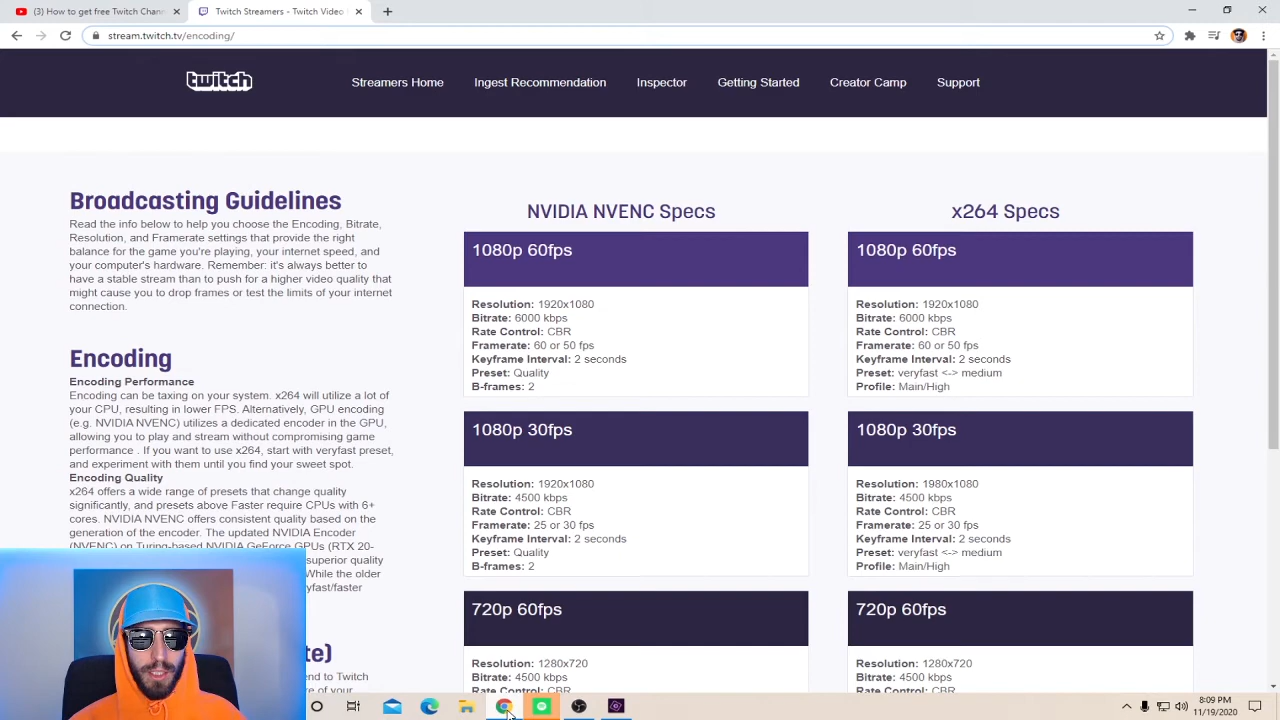 (3) How to get free Twitch Chan
Twitch Streamers - Twitch Video
stream.twitch.tv/encoding/
twitch
Streamers Home
Ingest Recommendation
Inspector
Getting Started
Creator Camp
Support
Broadcasting Guidelines
Read the info below to help you choose the Encoding, Bitrate,
Resolution, and Framerate settings that provide the right
balance for the game you're playing, your internet speed, and
your computer's hardware. Remember: it's always better to
have a stable stream than to push for a higher video quality that
might cause you to drop frames or test the limits of your internet
connection.
Encoding
Encoding Performance
Encoding can be taxing on your system. x264 will utilize a lot of
your CPU, resulting in lower FPS. Alternatively, GPU encoding
(e.g. NVIDIA NVENC) utilizes a dedicated encoder in the GPU,
allowing you to play and stream without compromising game
performance . If you want to use x264, start with veryfast preset,
and experiment with them until you find your sweet spot.
Encoding Quality
x264 offers a wide range of presets that change quality
significantly, and presets above Faster require CPUs with 6+
cores. NVIDIA NVENC offers consistent quality based on the
generation of the encoder. The updated NVIDIA Encoder
(NVENC) on Turing-based NVIDIA GeForce GPUs (RTX 20-
superior quality
While the older
yfast/faster
te)
end to Twitch
re of your
NVIDIA NVENC Specs
1080p 60fps
Resolution: 1920x1080
Bitrate: 6000 kbps
Rate Control: CBR
Framerate: 60 or 50 fps
Keyframe Interval: 2 seconds
Preset: Quality
B-frames: 2
1080p 30fps
Resolution: 1920x1080
Bitrate: 4500 kbps
Rate Control: CBR
Framerate: 25 or 30 fps
Keyframe Interval: 2 seconds
Preset: Quality
B-frames: 2
720p 60fps
Resolution: 1280x720
Bitrate: 4500 kbps
Rate Control: CBR
x264 Specs
1080p 60fps
Resolution: 1920x1080
Bitrate: 6000 kbps
Rate Control: CBR
Framerate: 60 or 50 fps
Keyframe Interval: 2 seconds
Preset: veryfast <-> medium
Profile: Main/High
1080p 30fps
Resolution: 1980x1080
Bitrate: 4500 kbps
Rate Control: CBR
Framerate: 25 or 30 fps
Keyframe Interval: 2 seconds
Preset: veryfast <-> medium
Profile: Main/High
720p 60fps
Resolution: 1280x720
Bitrate: 4500 kbps
Rate Control: CBR
8:09 PM
11/19/2020